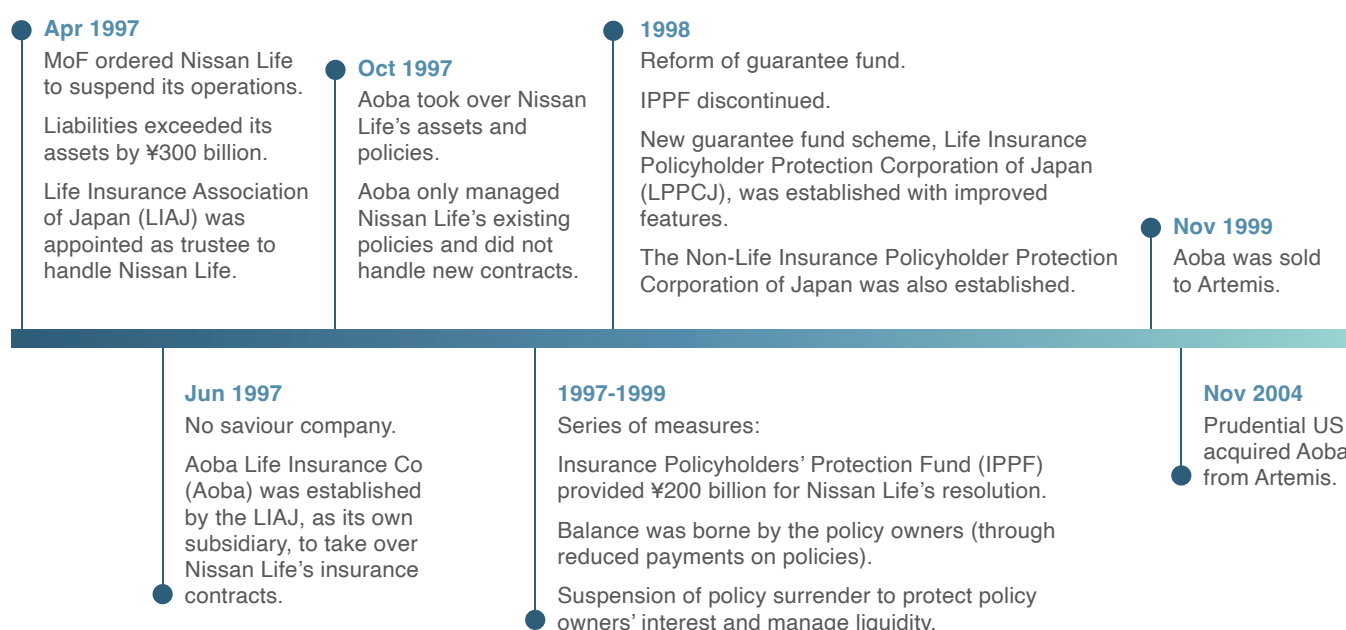 Apr 1997
MoF ordered Nissan Life
to suspend its operations.
Liabilities exceeded its
assets by ¥300 billion.
Life Insurance Association
of Japan (LIAJ) was
appointed as trustee to
handle Nissan Life.
Oct 1997
Aoba took over Nissan
Life's assets and
policies.
Aoba only managed
Nissan Life's existing
policies and did not
handle new contracts.
1998
Reform of guarantee fund.
IPPF discontinued.
New guarantee fund scheme, Life Insurance
Policyholder Protection Corporation of Japan
(LPPCJ), was established with improved
features.
The Non-Life Insurance Policyholder Protection
Corporation of Japan was also established.
Nov 1999
Aoba was sold
to Artemis.
Jun 1997
No saviour company.
Aoba Life Insurance Co
(Aoba) was established
by the LIAJ, as its own
subsidiary, to take over
Nissan Life's insurance
contracts.
1997-1999
Series of measures:
Insurance Policyholders' Protection Fund (IPPF)
provided ¥200 billion for Nissan Life's resolution.
Balance was borne by the policy owners (through
reduced payments on policies).
Suspension of policy surrender to protect policy
owners' interest and manage liquidity.
Nov 2004
Prudential US
acquired Aoba
from Artemis.